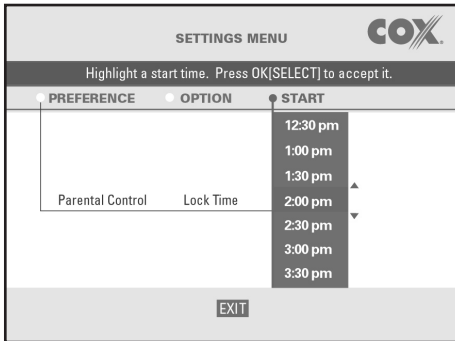 SETTINGS MENU
COX
Highlight a start time. Press OK[SELECT] to accept it.
PREFERENCE OPTION START
12:30 pm
1:00 pm
1:30 pm
Parental Control Lock Time 2:00 pm
2:30 pm
3:00 pm
3:30 pm
EXIT